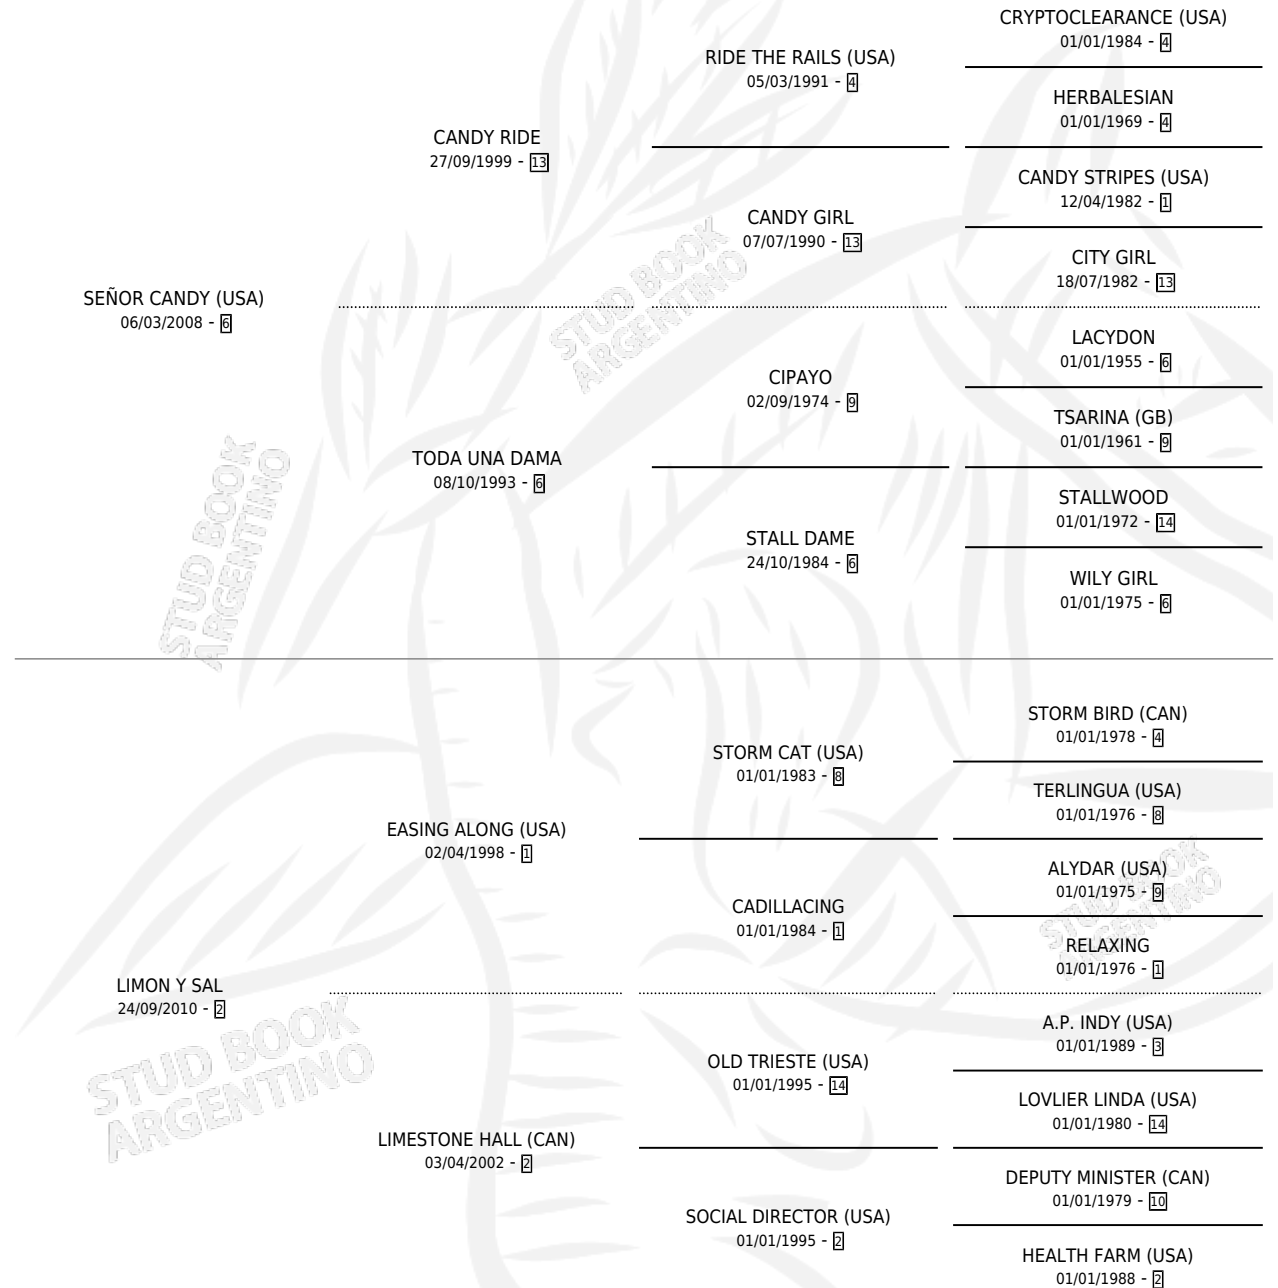 CRYPTOCLEARANCE (USA)
01/01/1984 - 4
RIDE THE RAILS (USA)
05/03/1991 - 4
HERBALESIAN
01/01/1969 - 4
CANDY RIDE
27/09/1999 - 13
CANDY STRIPES (USA)
12/04/1982 - 1
CANDY GIRL
07/07/1990 - 13
CITY GIRL
18/07/1982 - 13
SEÑOR CANDY (USA)
06/03/2008 - 6
LACYDON
01/01/1955 - 6
CIPAYO
02/09/1974 - 9
TSARINA (GB)
01/01/1961 - 9
TODA UNA DAMA
08/10/1993 - 6
STALLWOOD
01/01/1972 - 14
STALL DAME
24/10/1984 - 6
WILY GIRL
01/01/1975 - 6
STUD BOOK
ARGENTINO
STUD BOOK
ARGENTINO
STORM BIRD (CAN)
01/01/1978 - 4
STORM CAT (USA)
01/01/1983 - 8
TERLINGUA (USA)
01/01/1976 - 8
EASING ALONG (USA)
02/04/1998 - 1
ALYDAR (USA)
01/01/1975 - 9
CADILLACING
01/01/1984 - 1
RELAXING
01/01/1976 - 1
STUD BOOK
ARGENTINO
LIMON Y SAL
24/09/2010 - 2
A.P. INDY (USA)
01/01/1989 - 3
OLD TRIESTE (USA)
01/01/1995 - 14
LOVLIER LINDA (USA)
01/01/1980 - 14
LIMESTONE HALL (CAN)
03/04/2002 - 2
DEPUTY MINISTER (CAN)
01/01/1979 - 10
SOCIAL DIRECTOR (USA)
01/01/1995 - 2
HEALTH FARM (USA)
01/01/1988 - 2
STUD BOOK
ARGENTINO